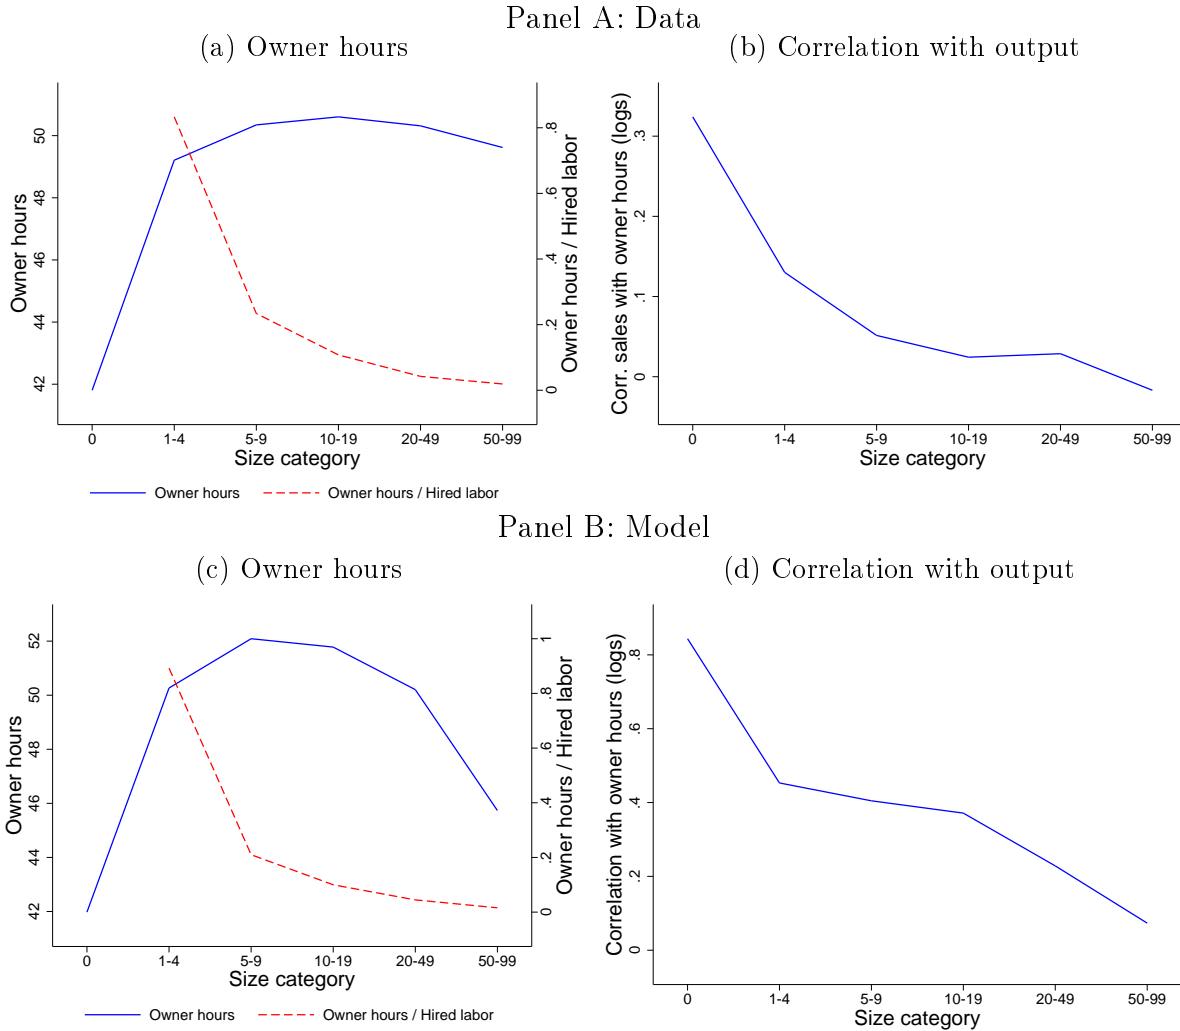 Panel A: Data
(a) Owner hours
(b) Correlation with output
Owner hours
42
44
46
48
50
Owner hours / Hired labor
0
.2
.4
.6
.8
0
1-4
5-9
10-19
20-49
50-99
Size category
Owner hours
Owner hours / Hired labor
Corr. sales with owner hours (logs)
0
.1
.2
.3
0
1-4
5-9
10-19
20-49
50-99
Size category
Panel B: Model
(c) Owner hours
(d) Correlation with output
Owner hours
42
44
46
48
50
52
Owner hours / Hired labor
0
.2
.4
.6
.8
1
0
1-4
5-9
10-19
20-49
50-99
Size category
Owner hours
Owner hours / Hired labor
Correlation with owner hours (logs)
0
.2
.4
.6
.8
0
1-4
5-9
10-19
20-49
50-99
Size category